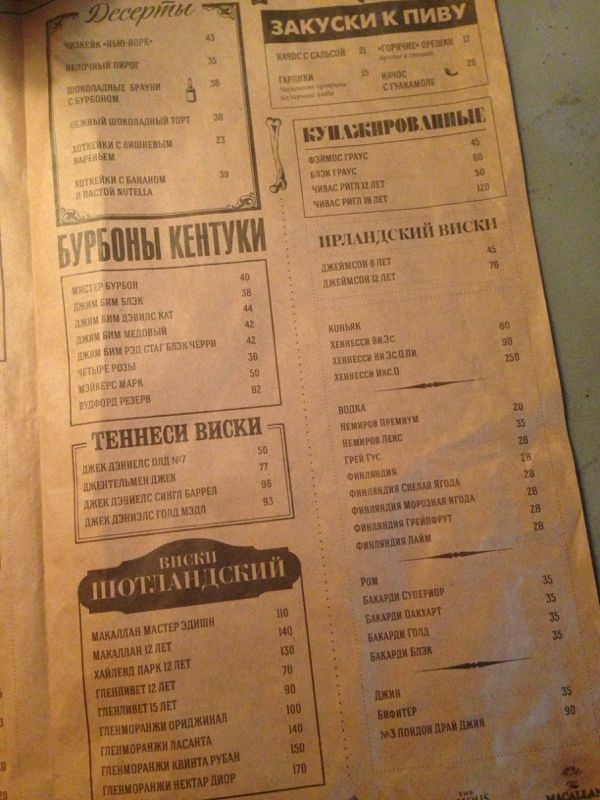 Десерты
ЧИЗКЕЙК «НЬЮ-ЙОРК» 43
ЯБЛОЧНЫЙ ПИРОГ 35
ШОКОЛАДНЫЕ БРАУНИ 38
С БУРБОНОМ
НЕЖНЫЙ ШОКОЛАДНЫЙ ТОРТ 38
ХОТКЕЙКИ С ВИШНЕВЫМ 23
ВАРЕНЬЕМ
ХОТКЕЙКИ С БАНАНОМ 39
И ПАСТОЙ NUTELLA
БУРБОНЫ КЕНТУКИ
МИСТЕР БУРБОН 40
ДЖИМ БИМ БЛЭК 38
ДЖИМ БИМ ДЭВИЛС КАТ 44
ДЖИМ БИМ МЕДОВЫЙ 42
ДЖИМ БИМ РЭД СТАГ БЛЭК ЧЕРРИ 42
ЧЕТЫРЕ РОЗЫ 36
МЭЙКЕРС МАРК 50
ВУДФОРД РЕЗЕРВ 82
ТЕННЕСИ ВИСКИ
ДЖЕК ДЭНИЕЛС ОЛД №7 50
ДЖЕНТЕЛЬМЕН ДЖЕК 77
ДЖЕК ДЭНИЕЛС СИНГЛ БАРРЕЛ 96
ДЖЕК ДЭНИЭЛС ГОЛД МЭДЛ 93
ВИСКИ
ШОТЛАНДСКИЙ
МАКАЛЛАН МАСТЕР ЭДИШН 110
МАКАЛЛАН 12 ЛЕТ 140
ХАЙЛЕНД ПАРК 12 ЛЕТ 130
ГЛЕНЛИВЕТ 12 ЛЕТ 70
ГЛЕНЛИВЕТ 15 ЛЕТ 90
ГЛЕНМОРАНЖИ ОРИДЖИНАЛ 100
ГЛЕНМОРАНЖИ ЛАСАНТА 140
ГЛЕНМОРАНЖИ КВИНТА РУБАН 150
ГЛЕНМОРАНЖИ НЕКТАР ДИОР 170
ЗАКУСКИ К ПИВУ
НАЧОС С САЛЬСОЙ 21
ГАРЛИКИ 15
Чесночные сухарики
из черного хлеба
«ГОРЯЧИЕ» ОРЕШКИ 12
НАЧОС 26
С ГУАКАМОЛЕ
КУПАЖИРОВАННЫЕ
ФЭЙМОС ГРАУС 45
БЛЭК ГРАУС 60
ЧИВАС РИГЛ 12 ЛЕТ 50
ЧИВАС РИГЛ 18 ЛЕТ 120
ИРЛАНДСКИЙ ВИСКИ
ДЖЕЙМСОН 6 ЛЕТ 45
ДЖЕЙМСОН 12 ЛЕТ 76
КОНЬЯК
ХЕННЕССИ ВИ.ЭС. 60
ХЕННЕССИ ВИ.ЭС.О.ПИ. 90
ХЕННЕССИ ИКС.О. 250
ВОДКА
НЕМИРОВ ПРЕМИУМ 20
НЕМИРОВ ЛЕКС 35
ГРЕЙ ГУС 28
ФИНЛЯНДИЯ 28
ФИНЛЯНДИЯ СПЕЛАЯ ЯГОДА 28
ФИНЛЯНДИЯ МОРОЗНАЯ ЯГОДА 28
ФИНЛЯНДИЯ ГРЕЙПФРУТ 28
ФИНЛЯНДИЯ ЛАЙМ 28
РОМ
БАКАРДИ СУПЕРИОР 35
БАКАРДИ ОАКХАРТ 35
БАКАРДИ ГОЛД 35
БАКАРДИ БЛЭК 35
ДЖИН
БИФИТЕР 35
№3 ЛОНДОН ДРАЙ ДЖИН 90
THE
MACALLAN